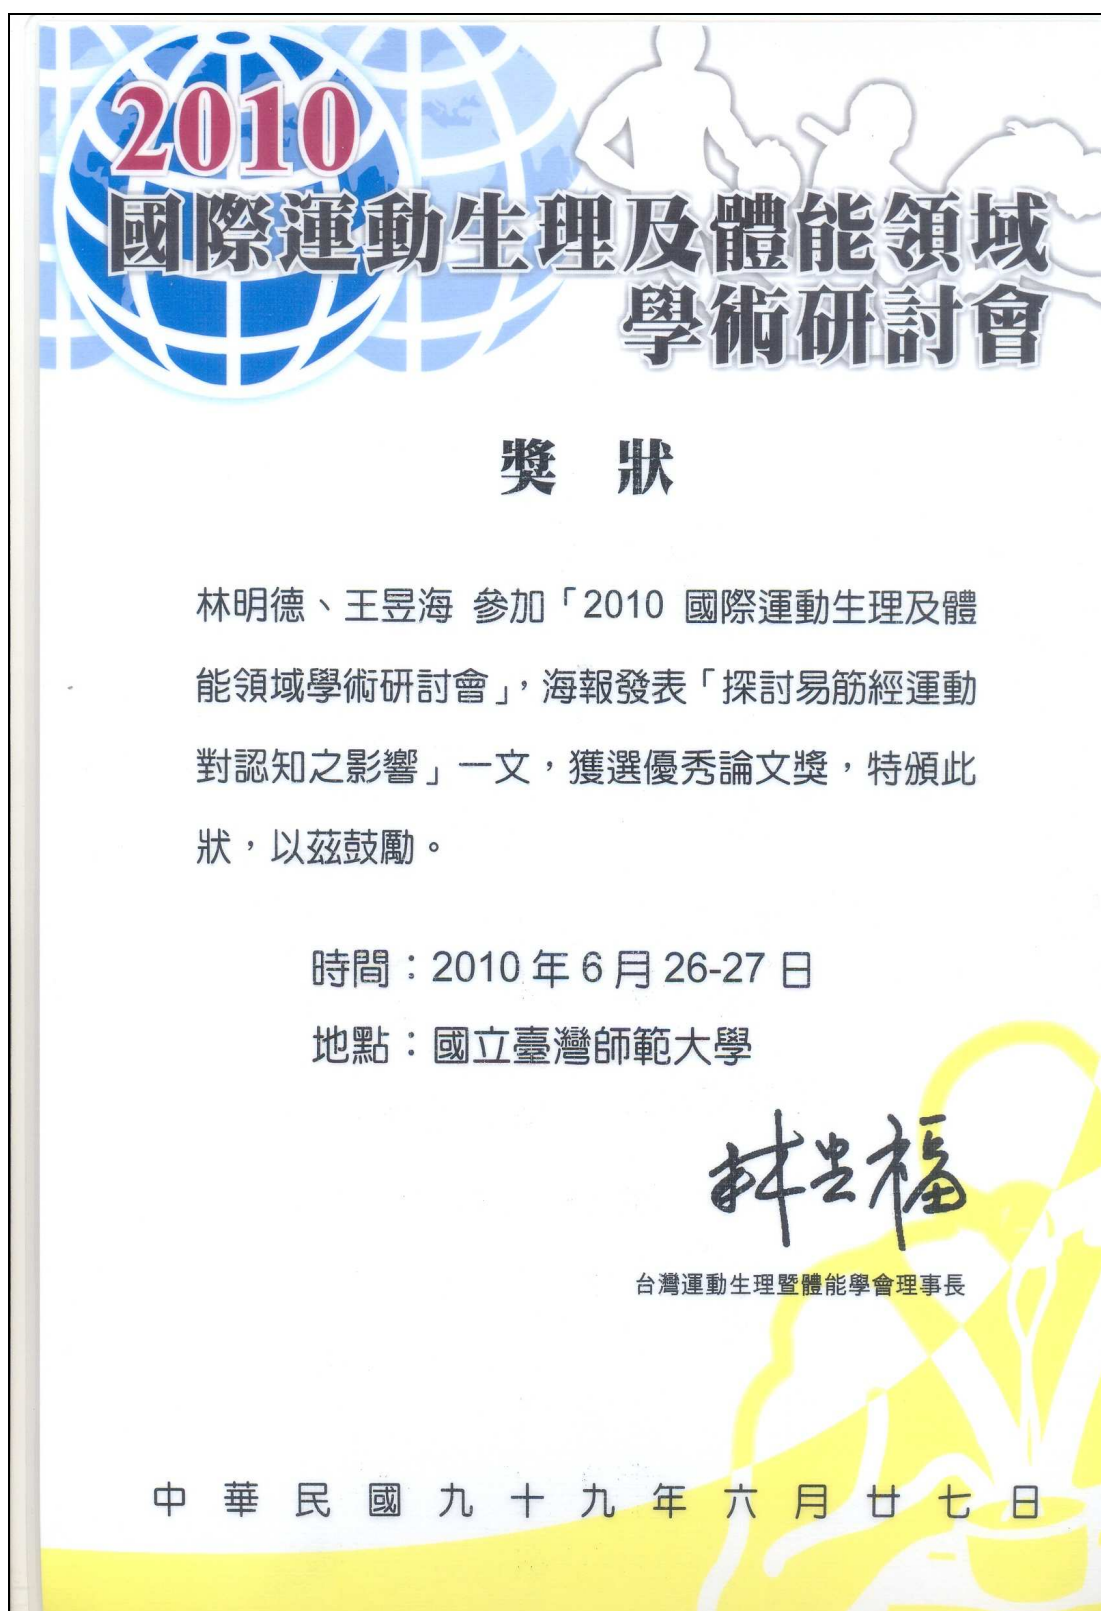 2010
國際運動生理及體能領域
學術研討會
獎 狀
林明德、王昱海 參加「2010 國際運動生理及體
能領域學術研討會」，海報發表「探討易筋經運動
對認知之影響」一文，獲選優秀論文獎，特頒此
狀，以茲鼓勵。
時間：2010 年 6 月 26-27 日
地點：國立臺灣師範大學
林貴福
台灣運動生理暨體能學會理事長
中華民國九十九年六月廿七日